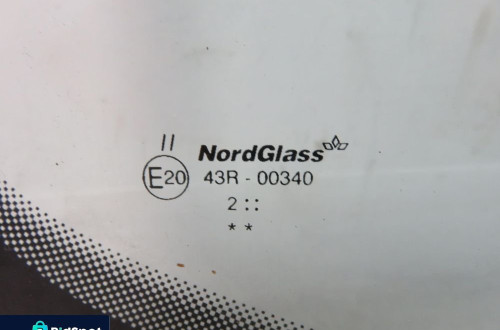 II
NordGlass
E20 43R - 00340
2 ::
* *
BidSpot